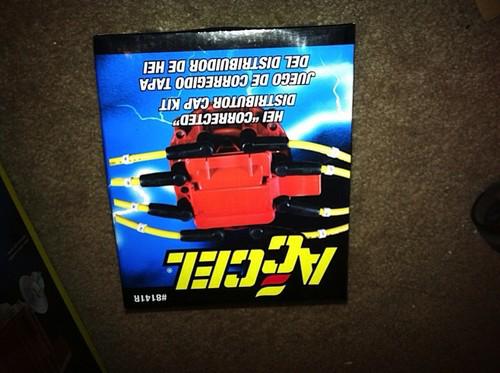 #8141R
ACCEL®
HEI "CORRECTED"
DISTRIBUTOR CAP KIT
JUEGO DE CORREGIDO TAPA
DEL DISTRIBUIDOR DE HEI